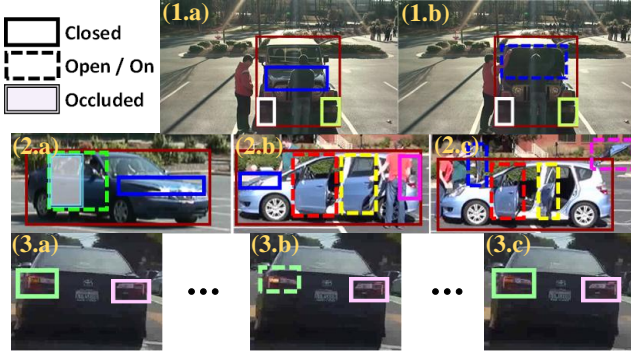 Closed
Open / On
Occluded
(1.a)
(1.b)
(2.a)
(2.b)
(2.c)
(3.a)
(3.b)
(3.c)